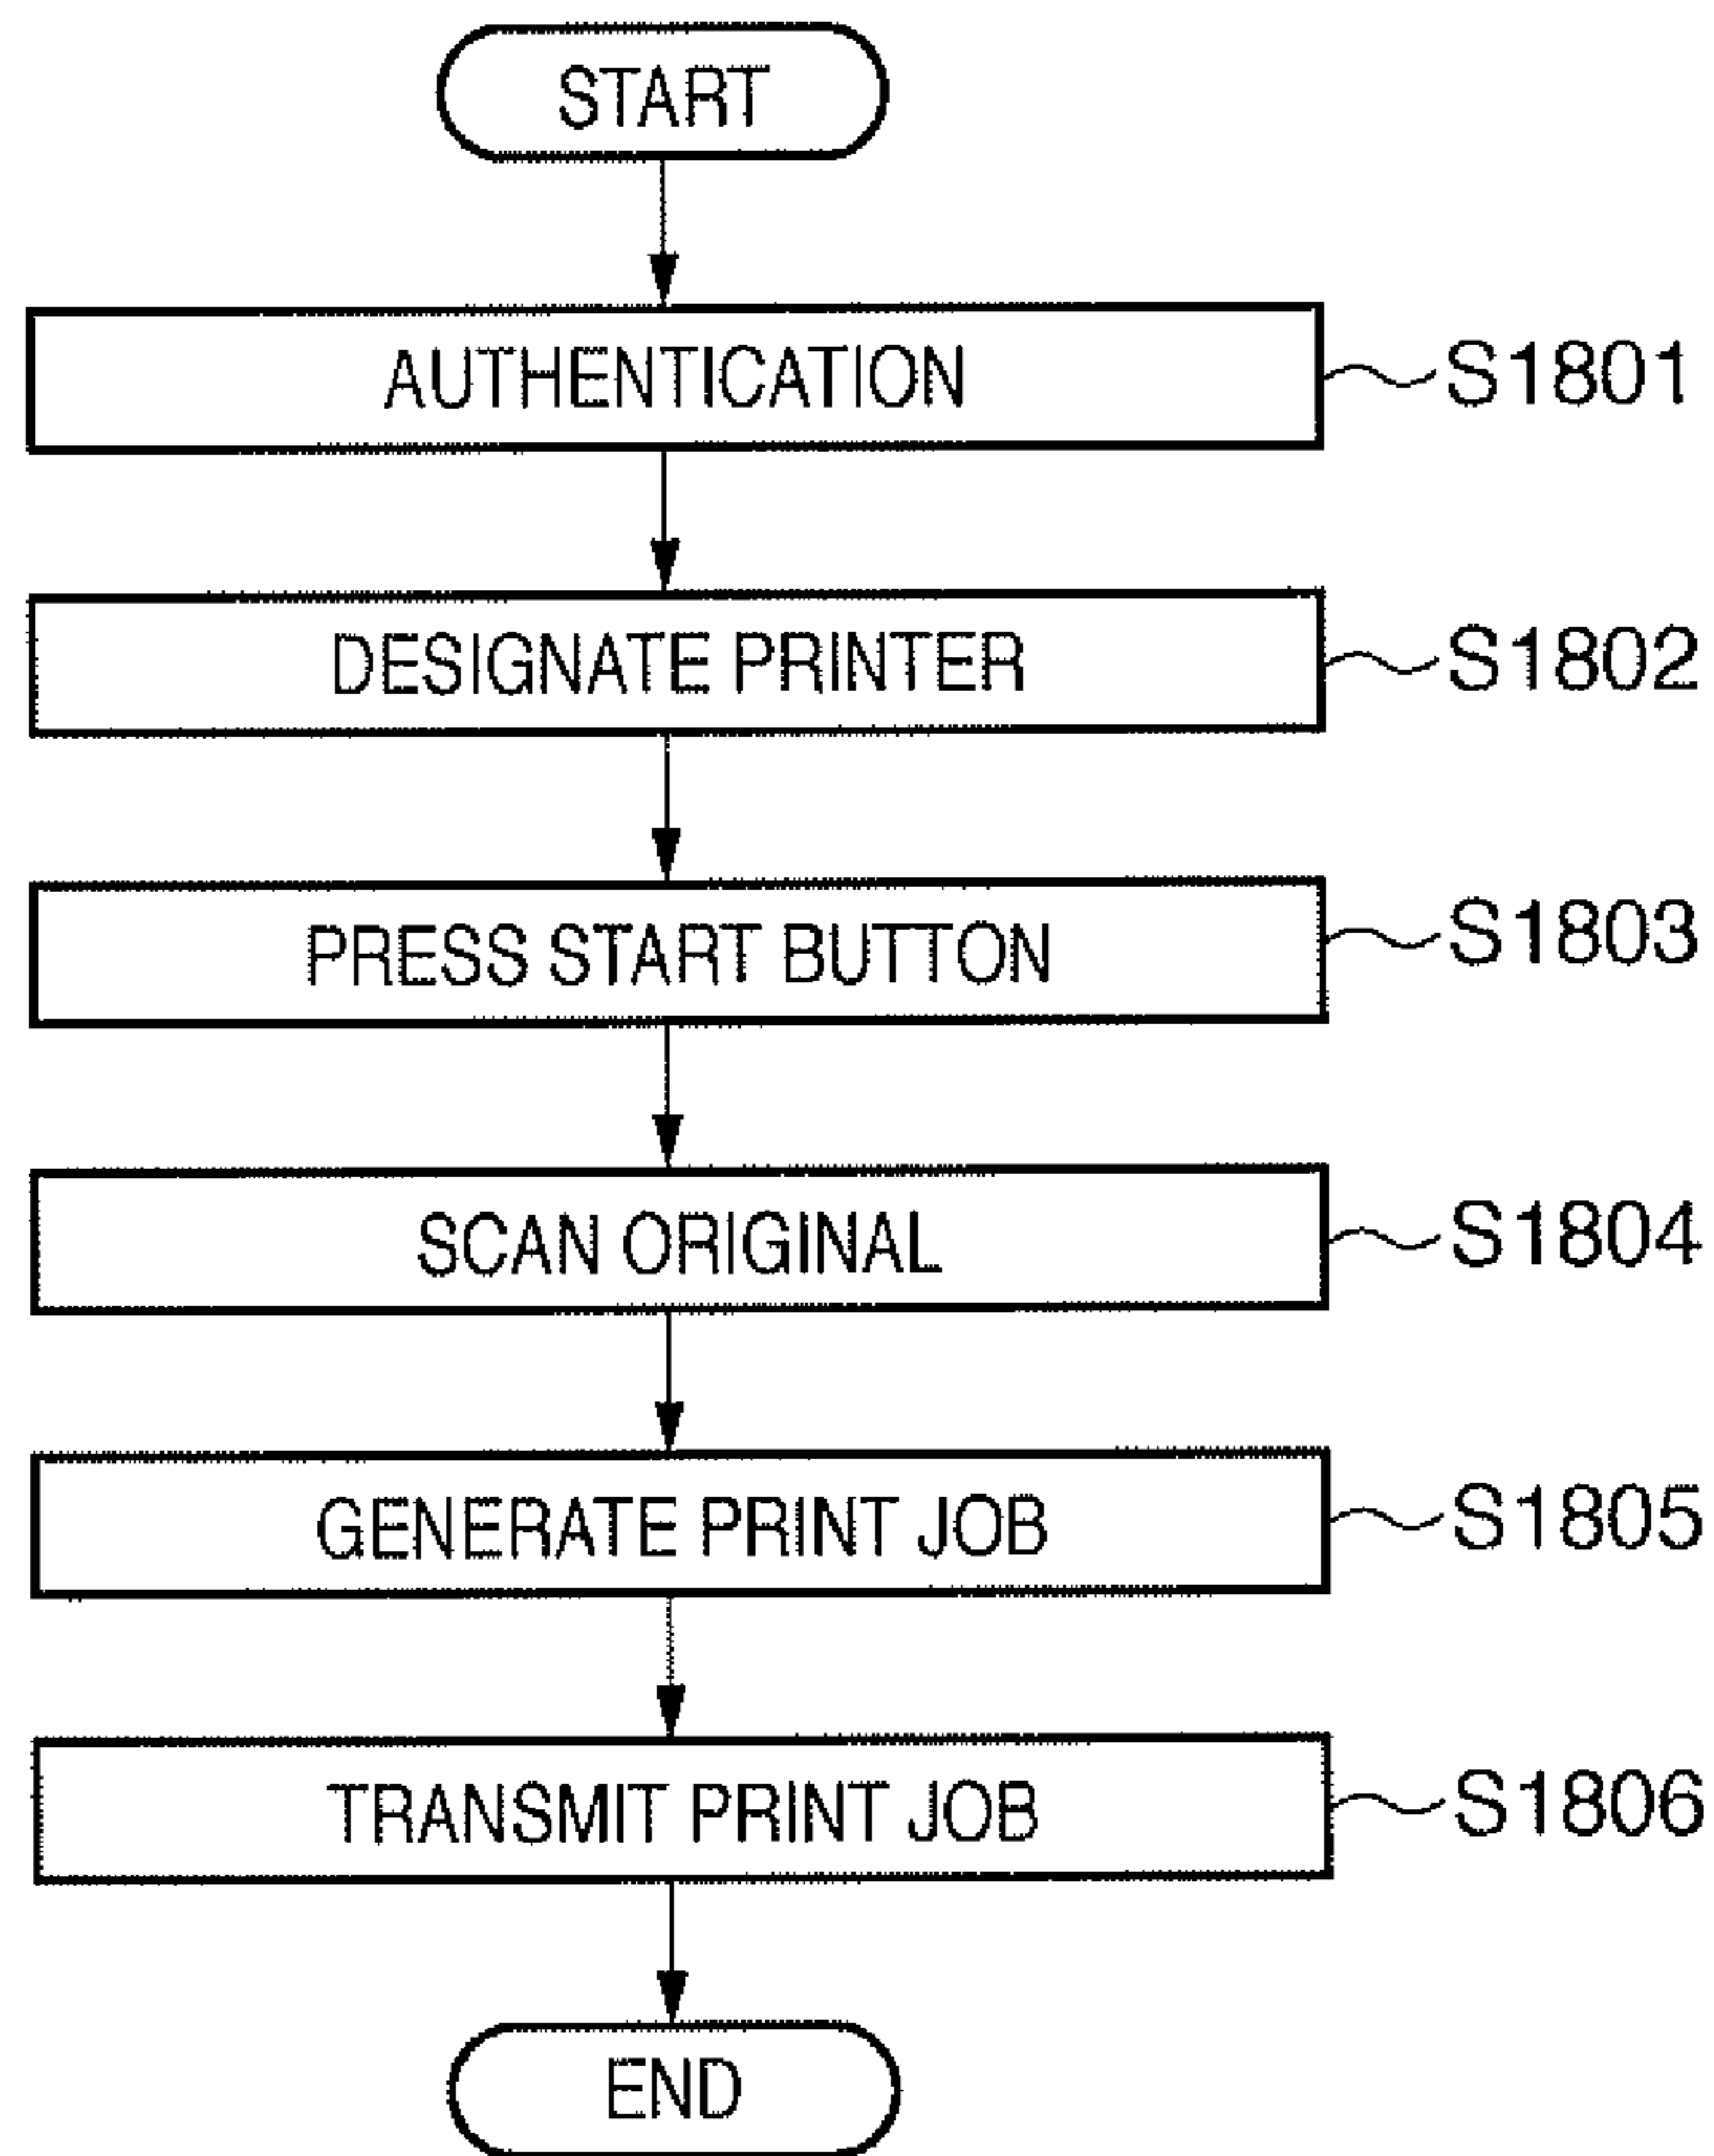 START
AUTHENTICATION S1801
DESIGNATE PRINTER S1802
PRESS START BUTTON S1803
SCAN ORIGINAL S1804
GENERATE PRINT JOB S1805
TRANSMIT PRINT JOB S1806
END